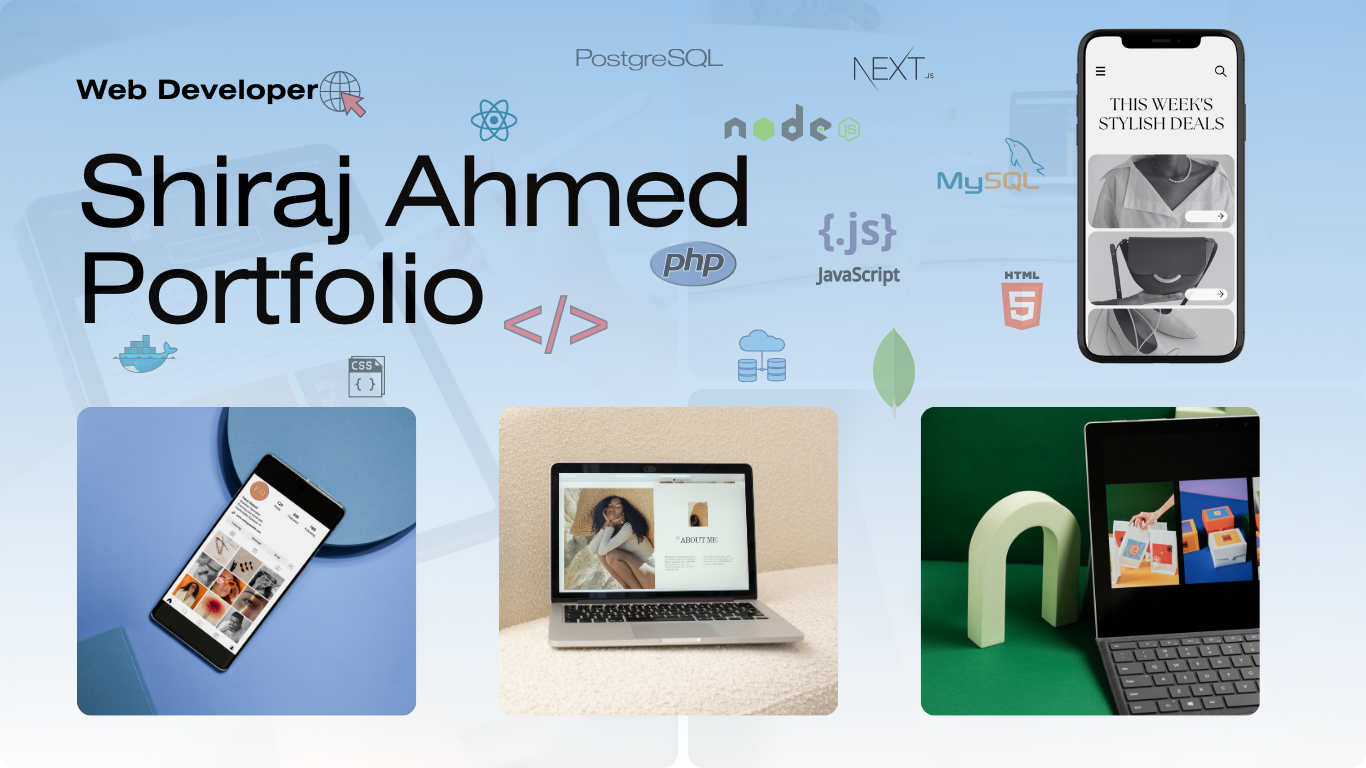 PostgreSQL
NEXT.JS
Web Developer
node
JS
Shiraj Ahmed
Portfolio
MySQL
{.js}
JavaScript
php
HTML
5
</>
CSS
{ }
THIS WEEK'S
STYLISH DEALS
ABOUT ME